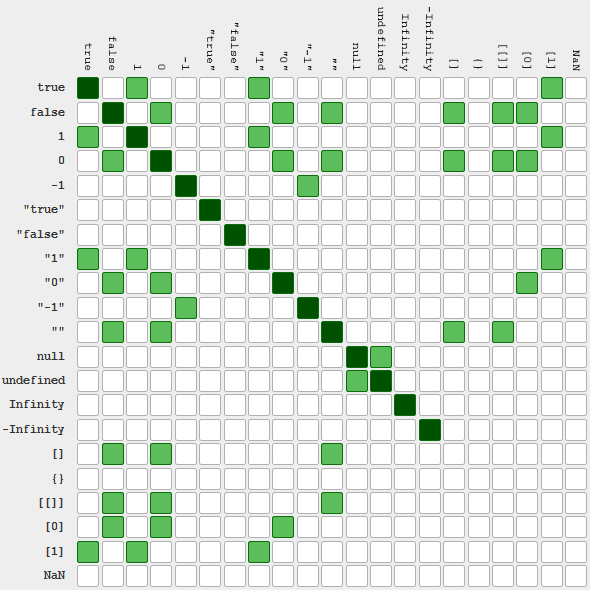 true false 1 0 -1 "true" "false" "1" "0" "-1" "" null undefined Infinity -Infinity [] {} [[]] [0] [1] NaN
true
false
1
0
-1
"true"
"false"
"1"
"0"
"-1"
""
null
undefined
Infinity
-Infinity
[]
{}
[[]]
[0]
[1]
NaN